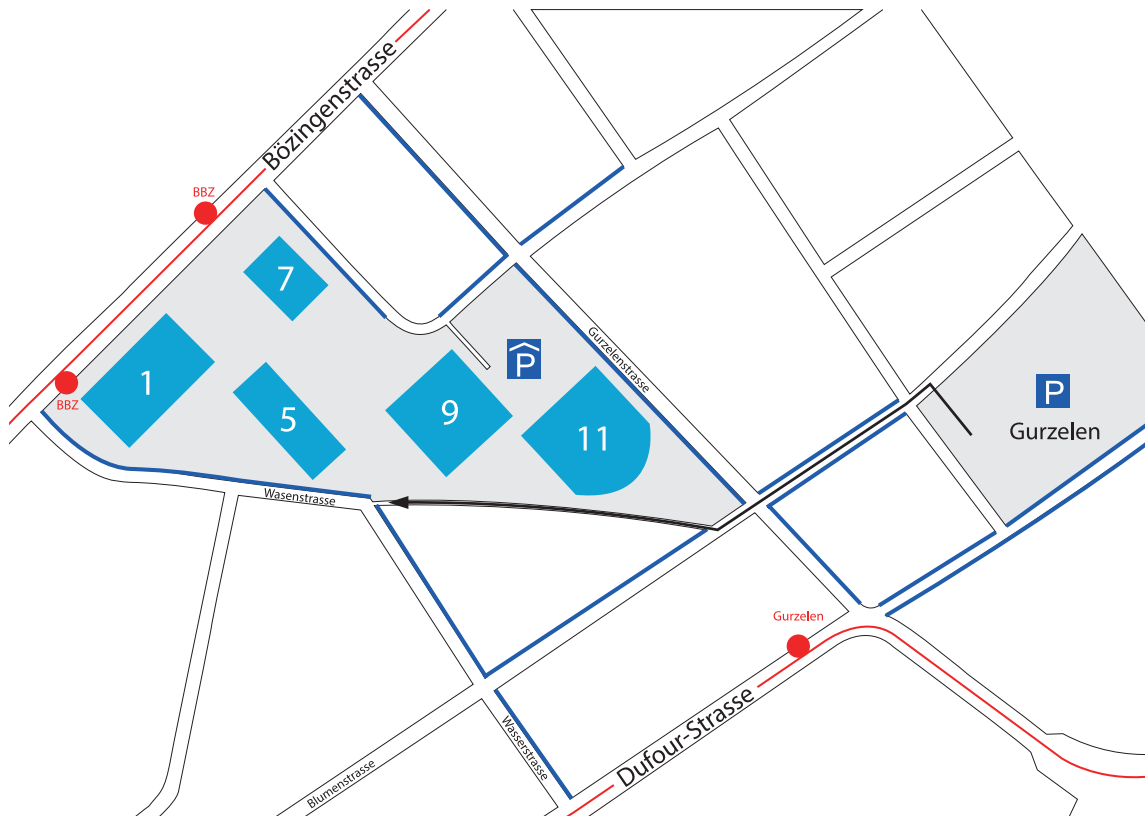 Bözingenstrasse
BBZ
7
Gurzelenstrasse
P
1
BBZ
5
9
11
P
Gurzelen
Wasenstrasse
Gurzelen
Dufour-Strasse
Wasserstrasse
Blumenstrasse